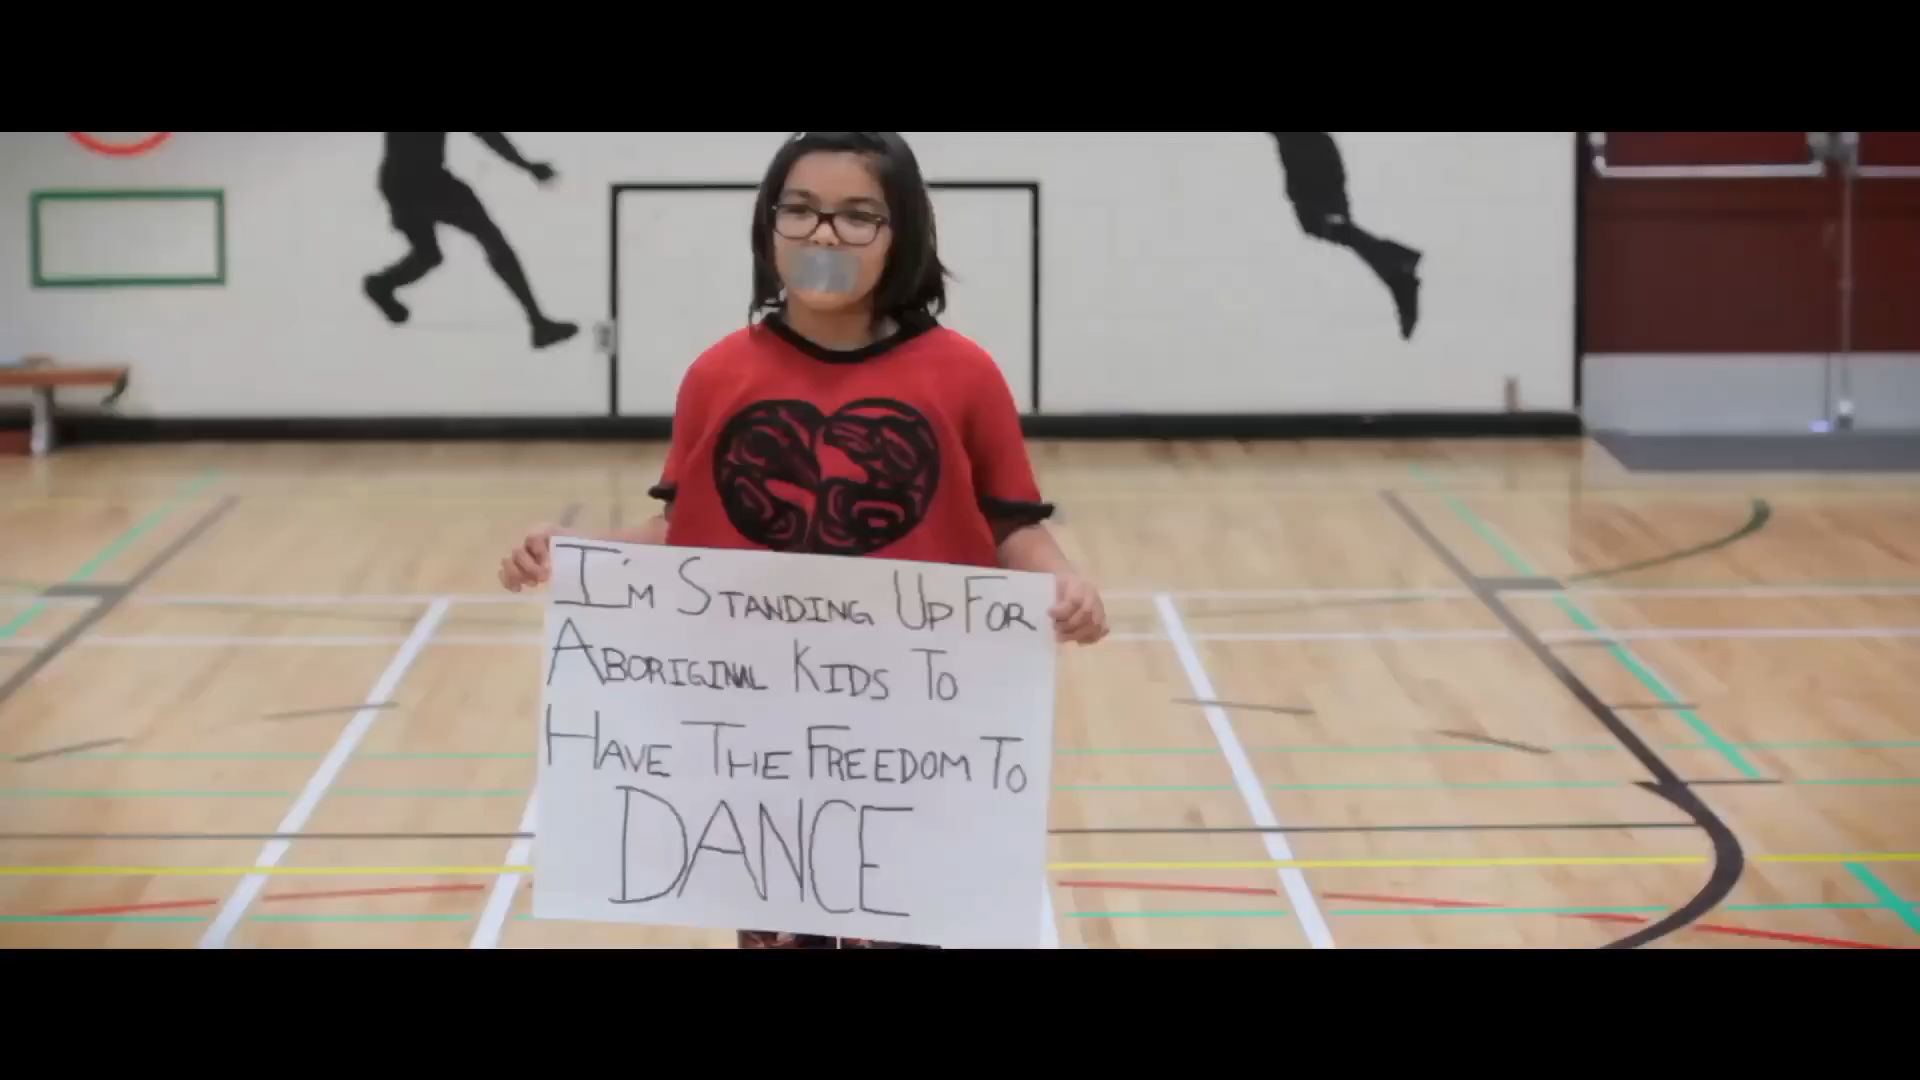 I'm Standing Up For
Aboriginal Kids To
Have The Freedom To
DANCE